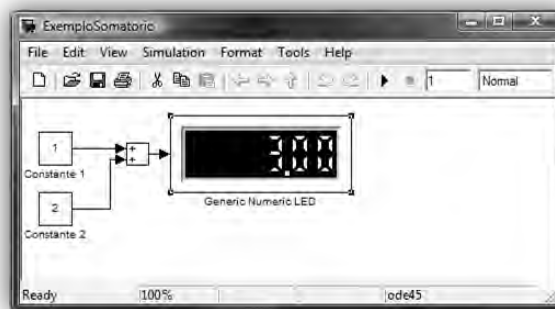 ExemploSomatorio
File Edit View Simulation Format Tools Help
1 Normal
1
Constante 1
2
Constante 2
+
+
3.00
Generic Numeric LED
Ready 100% ode45